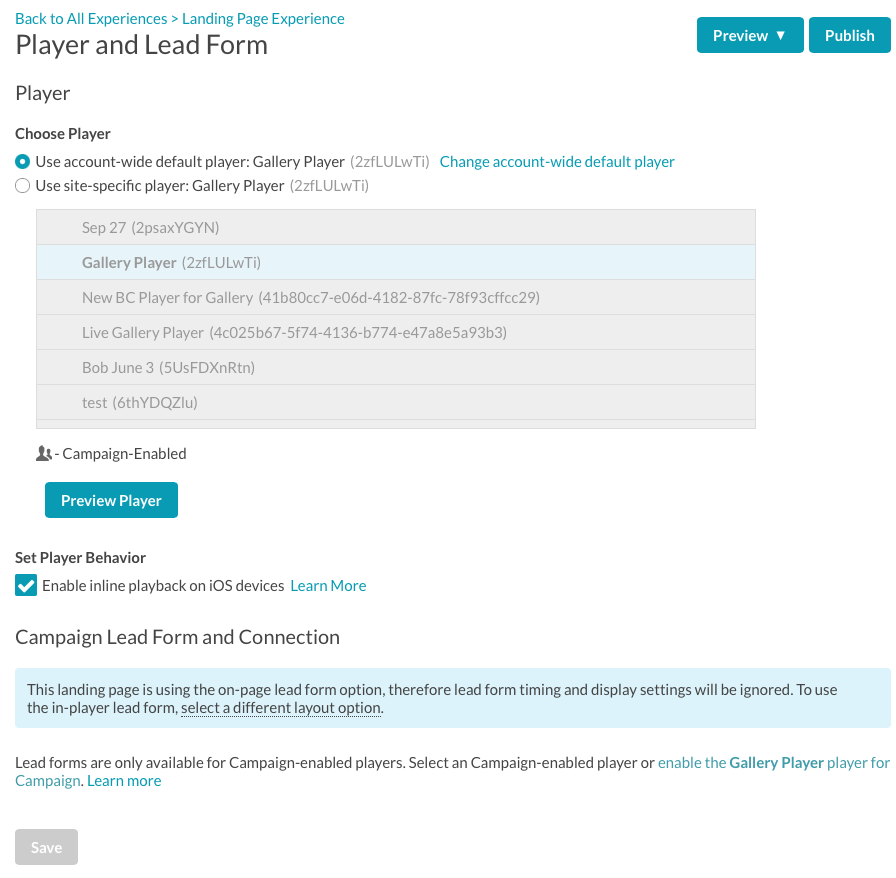 Back to All Experiences > Landing Page Experience
Player and Lead Form
Preview ▼
Publish
Player
Choose Player
Use account-wide default player: Gallery Player (2zfLULwTi) Change account-wide default player
Use site-specific player: Gallery Player (2zfLULwTi)
Sep 27 (2psaxYGYN)
Gallery Player (2zfLULwTi)
New BC Player for Gallery (41b80cc7-e06d-4182-87fc-78f93cffcc29)
Live Gallery Player (4c025b67-5f74-4136-b774-e47a8e5a93b3)
Bob June 3 (5UsFDXnRtn)
test (6thYDQZlu)
- Campaign-Enabled
Preview Player
Set Player Behavior
Enable inline playback on iOS devices Learn More
Campaign Lead Form and Connection
This landing page is using the on-page lead form option, therefore lead form timing and display settings will be ignored. To use
the in-player lead form, select a different layout option.
Lead forms are only available for Campaign-enabled players. Select an Campaign-enabled player or enable the Gallery Player player for
Campaign. Learn more
Save